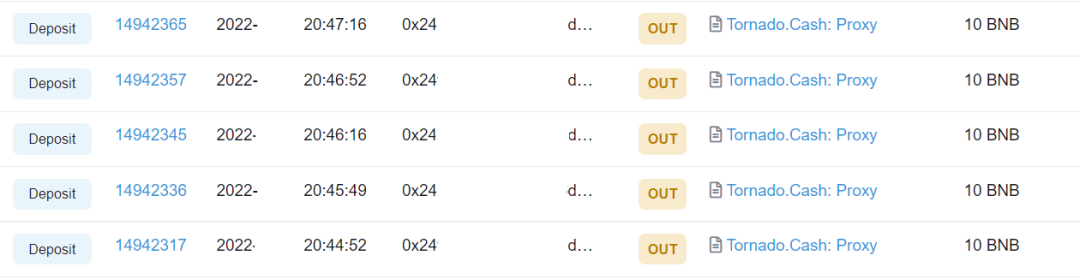 Deposit 14942365 2022- 20:47:16 0x24 d... OUT Tornado.Cash: Proxy 10 BNB
Deposit 14942357 2022- 20:46:52 0x24 d... OUT Tornado.Cash: Proxy 10 BNB
Deposit 14942345 2022- 20:46:16 0x24 d... OUT Tornado.Cash: Proxy 10 BNB
Deposit 14942336 2022- 20:45:49 0x24 d... OUT Tornado.Cash: Proxy 10 BNB
Deposit 14942317 2022- 20:44:52 0x24 d... OUT Tornado.Cash: Proxy 10 BNB